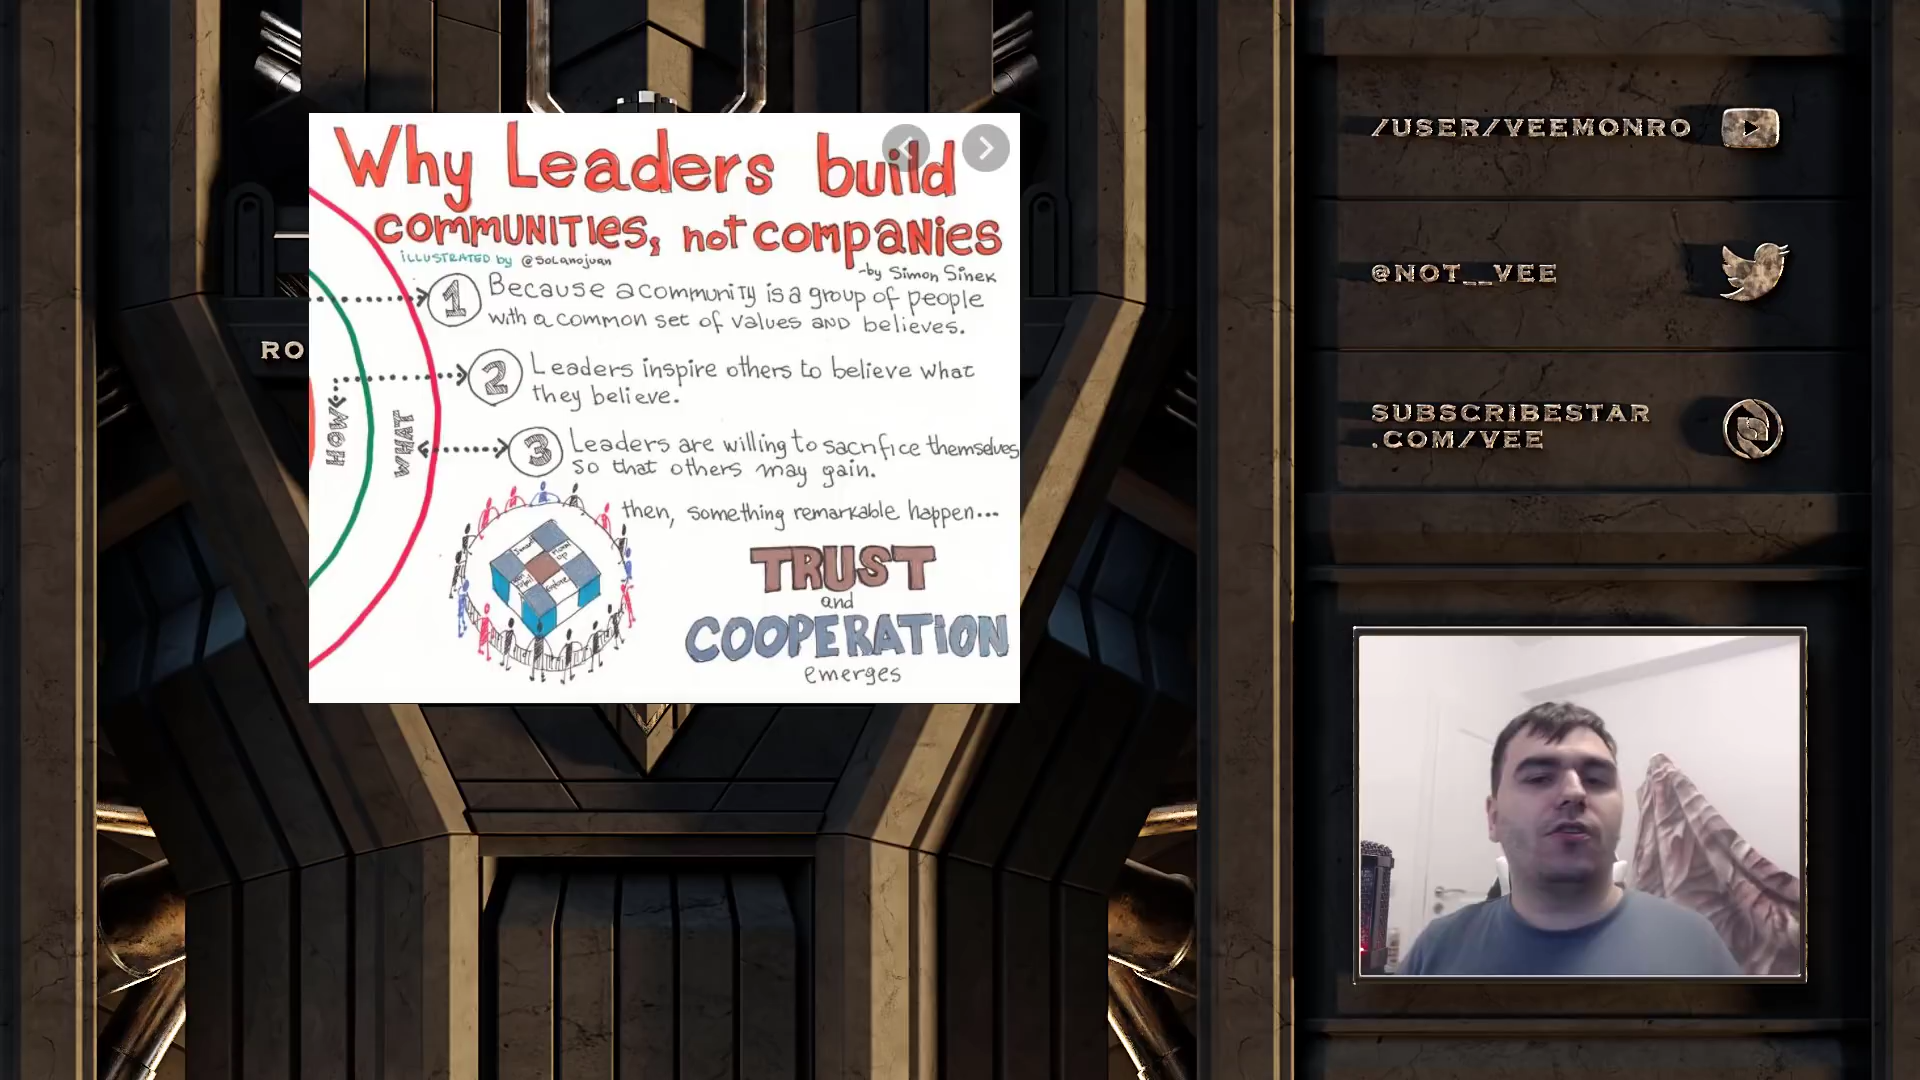 Why Leaders build
communities, not companies
illustrated by @solanojuan
-by Simon Sinek
1 Because a community is a group of people
with a common set of values and believes.
2 Leaders inspire others to believe what
they believe.
HOW
WHAT
3 Leaders are willing to sacrifice themselves
so that others may gain.
then, something remarkable happen...
TRUST
and
COOPERATION
emerges
RO
/USER/VEEMONRO
@NOT__VEE
SUBSCRIBESTAR
.COM/VEE